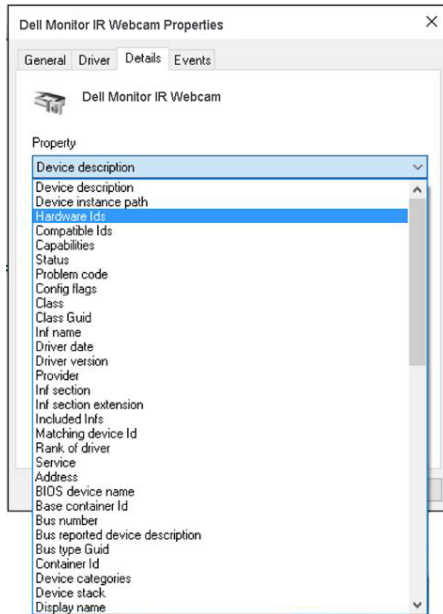 Dell Monitor IR Webcam Properties
General Driver Details Events
Dell Monitor IR Webcam
Property
Device description
Device description
Device instance path
Hardware Ids
Compatible Ids
Capabilities
Status
Problem code
Config flags
Class
Class Guid
Inf name
Driver date
Driver version
Provider
Inf section
Inf section extension
Included Infs
Matching device Id
Rank of driver
Service
Address
BIOS device name
Base container Id
Bus number
Bus reported device description
Bus type Guid
Container Id
Device categories
Device stack
Display name